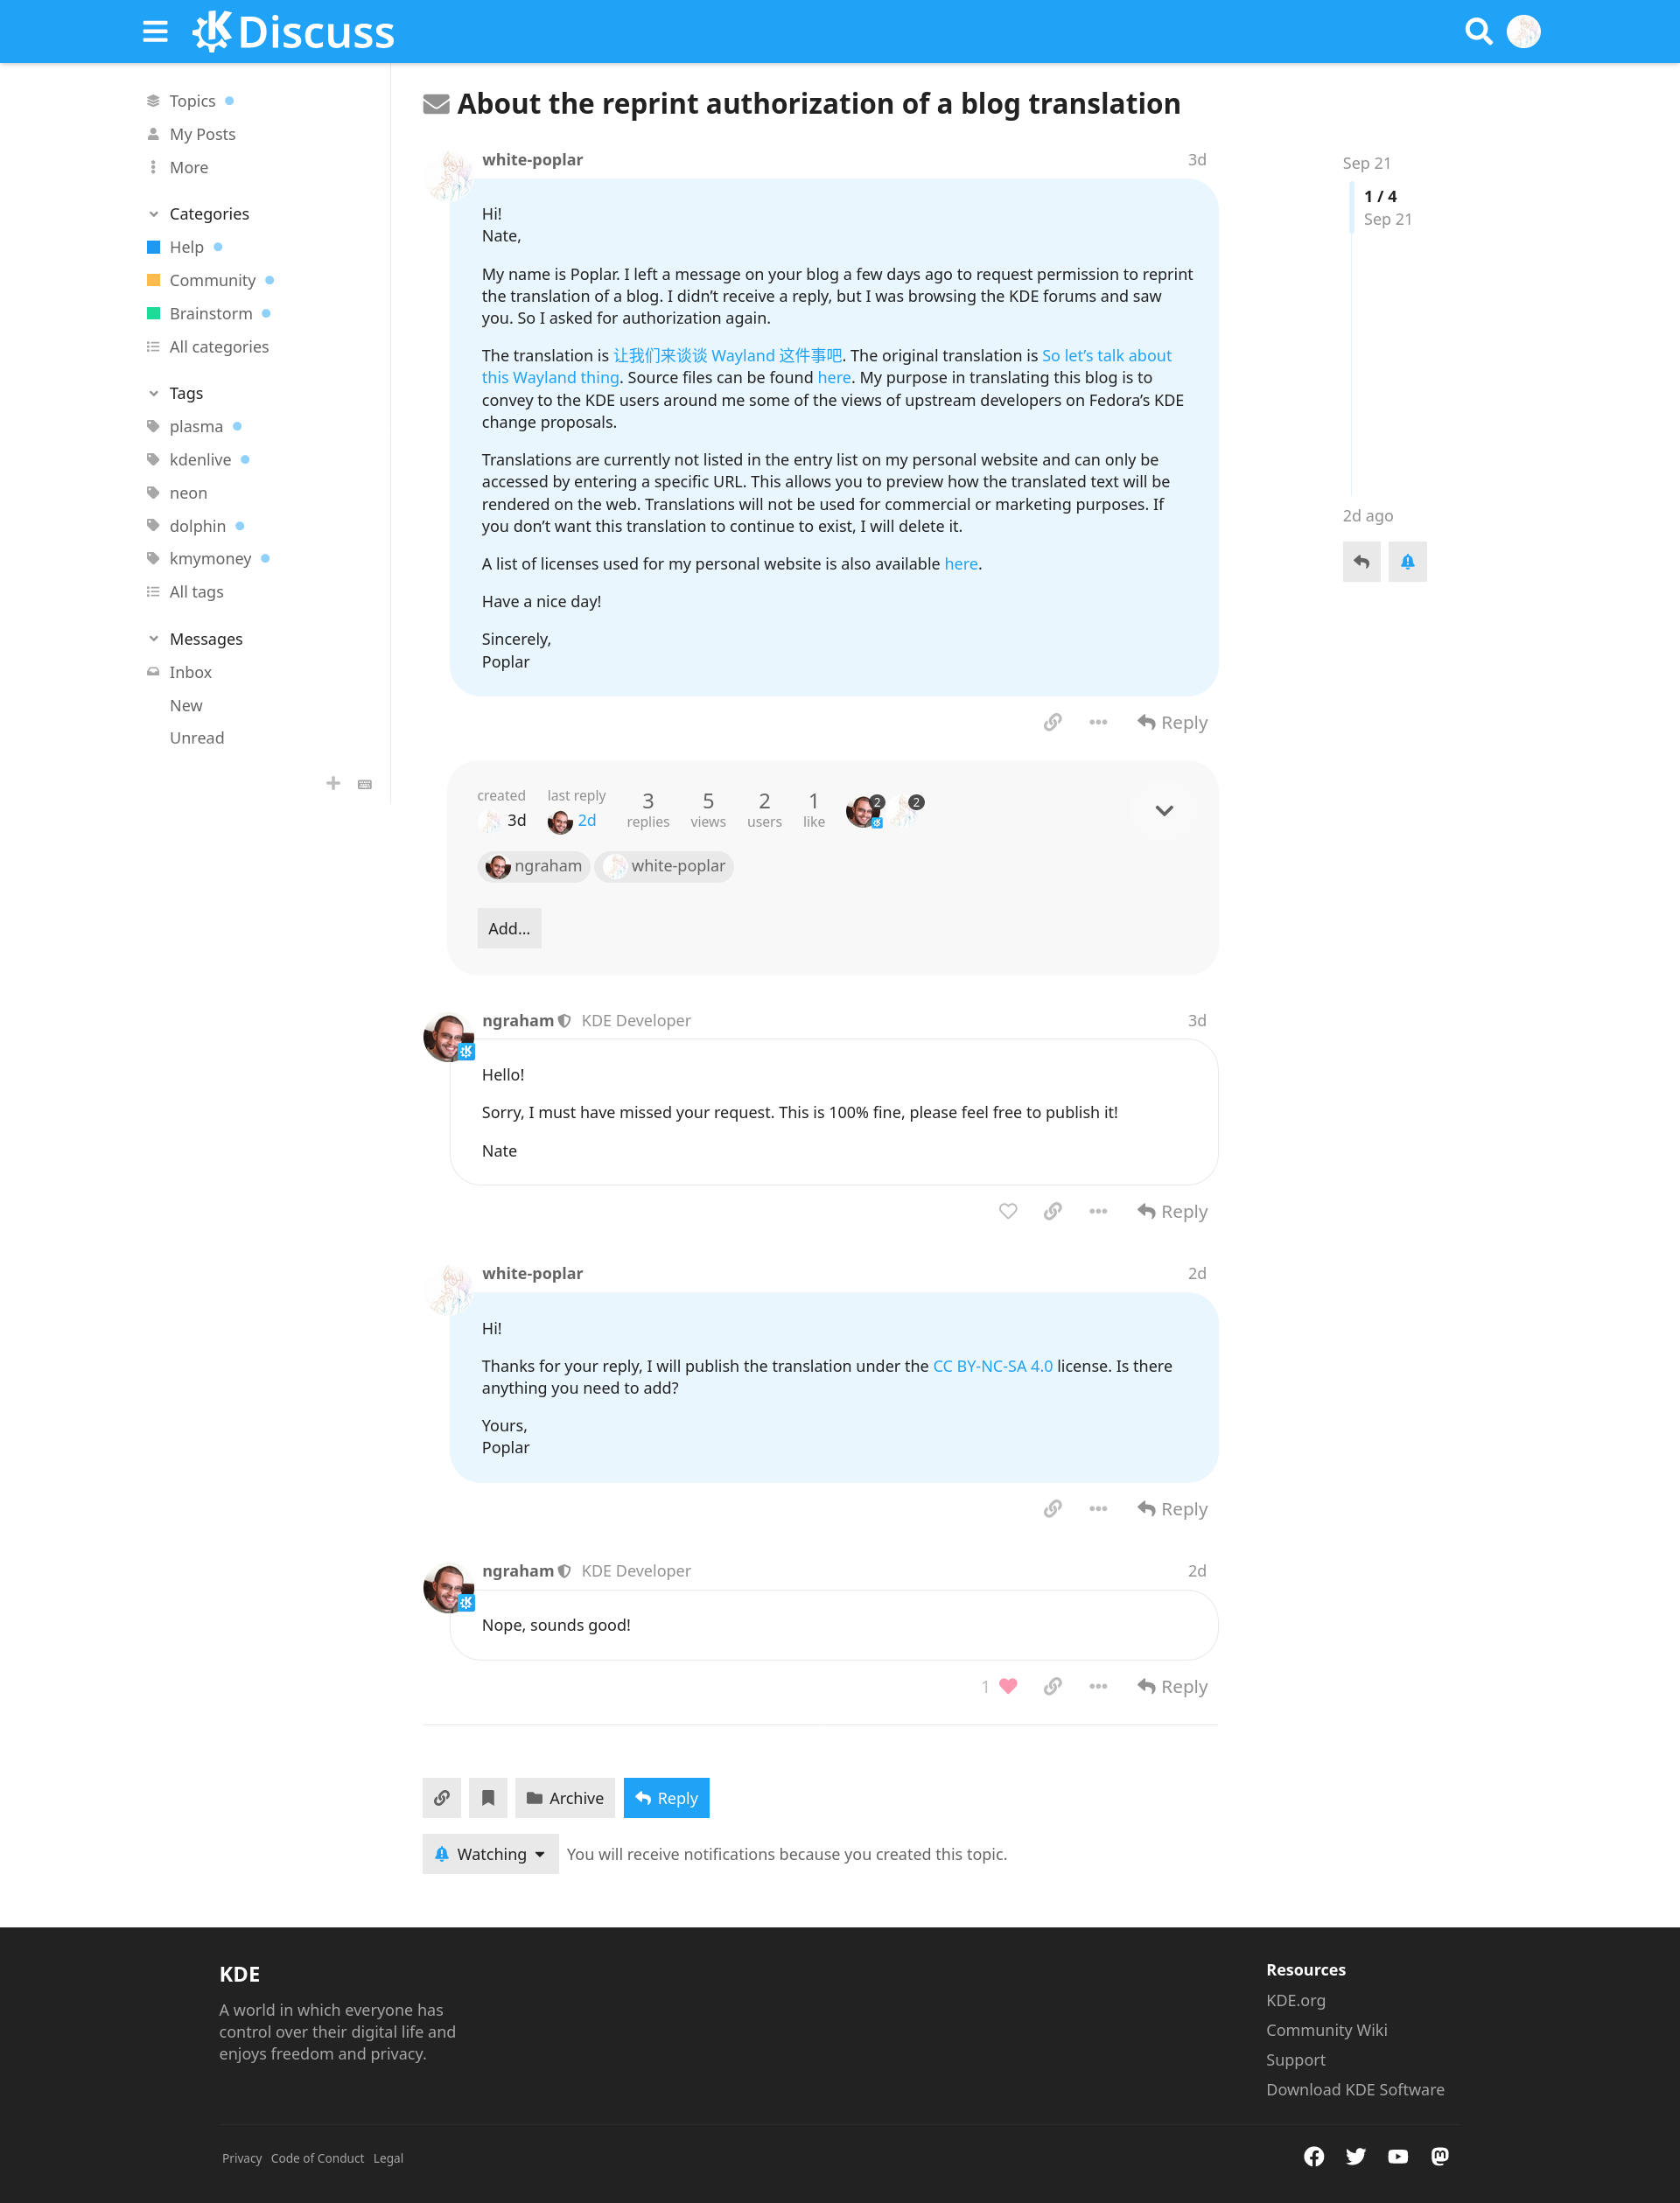 Discuss
Topics
My Posts
More
Categories
Help
Community
Brainstorm
All categories
Tags
plasma
kdenlive
neon
dolphin
kmymoney
All tags
Messages
Inbox
New
Unread
About the reprint authorization of a blog translation
white-poplar 3d
Hi!
Nate,
My name is Poplar. I left a message on your blog a few days ago to request permission to reprint
the translation of a blog. I didn’t receive a reply, but I was browsing the KDE forums and saw
you. So I asked for authorization again.
The translation is 让我们来谈谈 Wayland 这件事吧. The original translation is So let’s talk about
this Wayland thing. Source files can be found here. My purpose in translating this blog is to
convey to the KDE users around me some of the views of upstream developers on Fedora’s KDE
change proposals.
Translations are currently not listed in the entry list on my personal website and can only be
accessed by entering a specific URL. This allows you to preview how the translated text will be
rendered on the web. Translations will not be used for commercial or marketing purposes. If
you don’t want this translation to continue to exist, I will delete it.
A list of licenses used for my personal website is also available here.
Have a nice day!
Sincerely,
Poplar
Reply
Sep 21
1 / 4
Sep 21
2d ago
created last reply 3 5 2 1 2 2
3d 2d replies views users like
ngraham white-poplar
Add...
ngraham KDE Developer 3d
Hello!
Sorry, I must have missed your request. This is 100% fine, please feel free to publish it!
Nate
Reply
white-poplar 2d
Hi!
Thanks for your reply, I will publish the translation under the CC BY-NC-SA 4.0 license. Is there
anything you need to add?
Yours,
Poplar
Reply
ngraham KDE Developer 2d
Nope, sounds good!
1 Reply
Archive Reply
Watching You will receive notifications because you created this topic.
KDE
A world in which everyone has
control over their digital life and
enjoys freedom and privacy.
Resources
KDE.org
Community Wiki
Support
Download KDE Software
Privacy Code of Conduct Legal